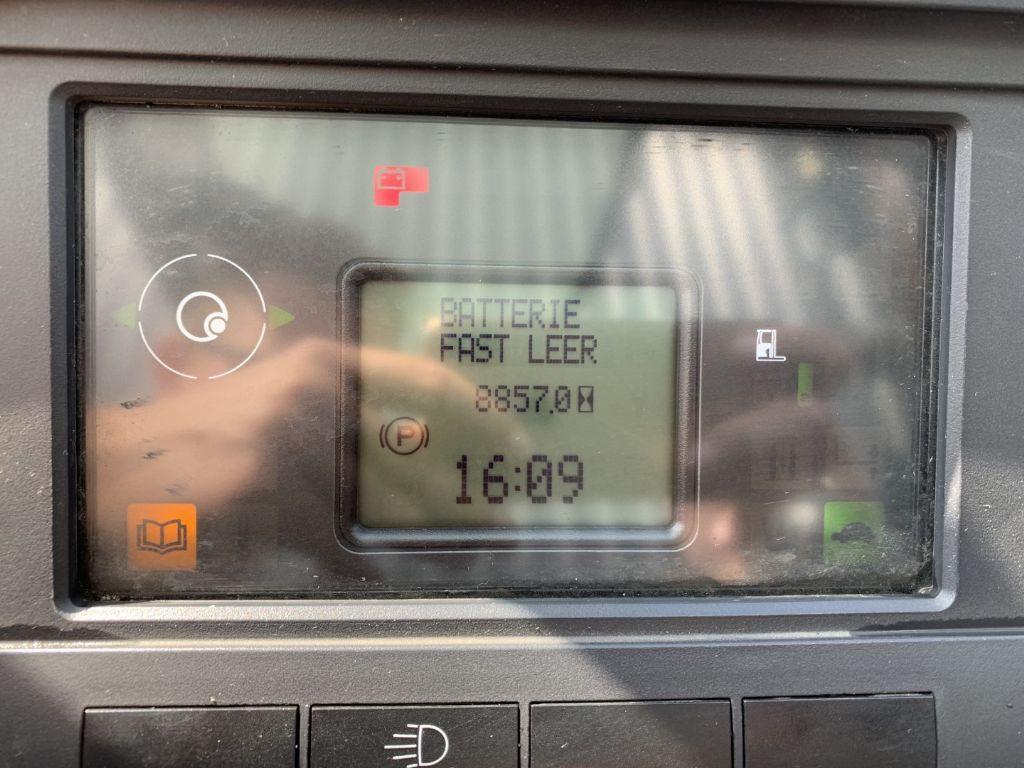 BATTERIE
FAST LEER
8857.0
P
16:09